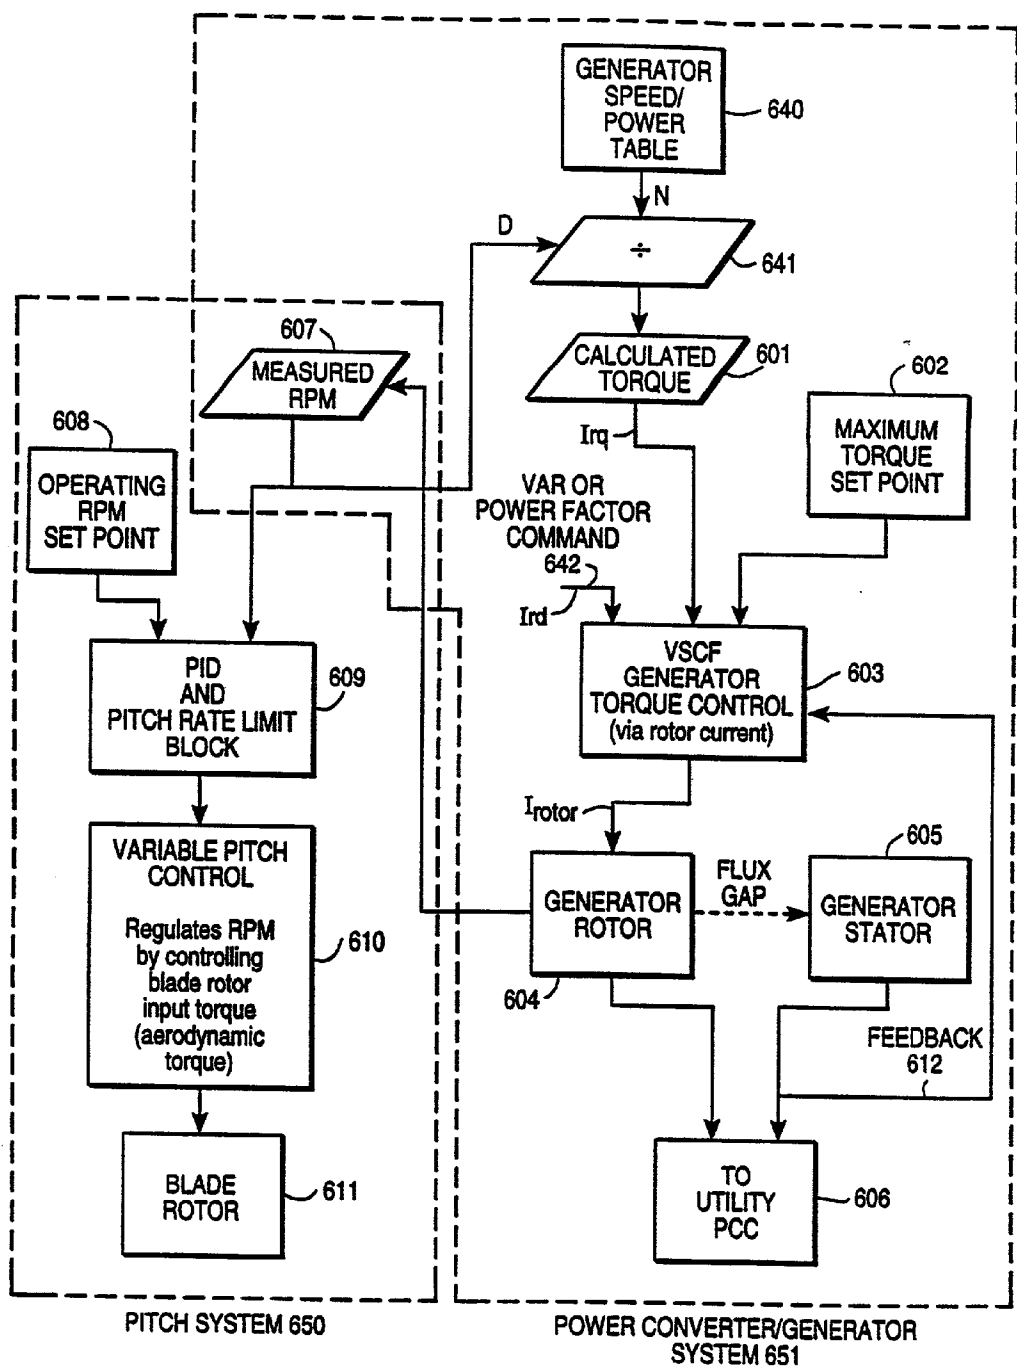 GENERATOR
SPEED/
POWER
TABLE
640
N
D
÷
641
607
MEASURED
RPM
CALCULATED
TORQUE
601
602
MAXIMUM
TORQUE
SET POINT
608
OPERATING
RPM
SET POINT
Irq
VAR OR
POWER FACTOR
COMMAND
642
Ird
PID
AND
PITCH RATE LIMIT
BLOCK
609
VSCF
GENERATOR
TORQUE CONTROL
(via rotor current)
603
Irotor
VARIABLE PITCH
CONTROL
Regulates RPM
by controlling
blade rotor
input torque
(aerodynamic
torque)
610
GENERATOR
ROTOR
604
FLUX
GAP
605
GENERATOR
STATOR
FEEDBACK
612
BLADE
ROTOR
611
TO
UTILITY
PCC
606
PITCH SYSTEM 650
POWER CONVERTER/GENERATOR
SYSTEM 651